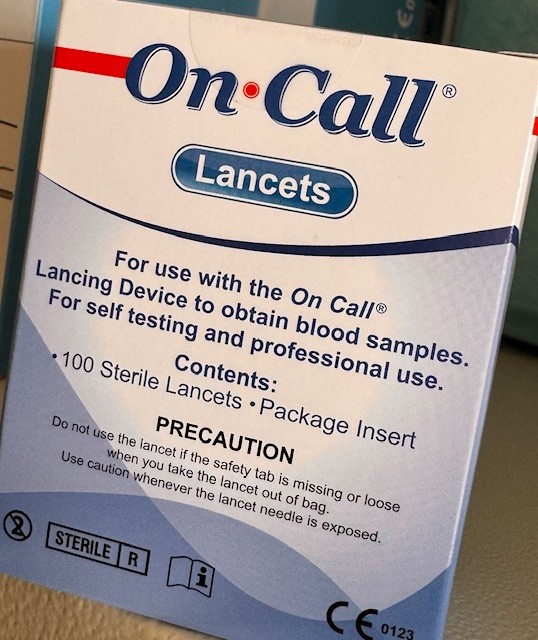 On•Call®
Lancets
For use with the On Call®
Lancing Device to obtain blood samples.
For self testing and professional use.
Contents:
•100 Sterile Lancets •Package Insert
PRECAUTION
Do not use the lancet if the safety tab is missing or loose
when you take the lancet out of bag.
Use caution whenever the lancet needle is exposed.
2
STERILE R
i
CE 0123
CE